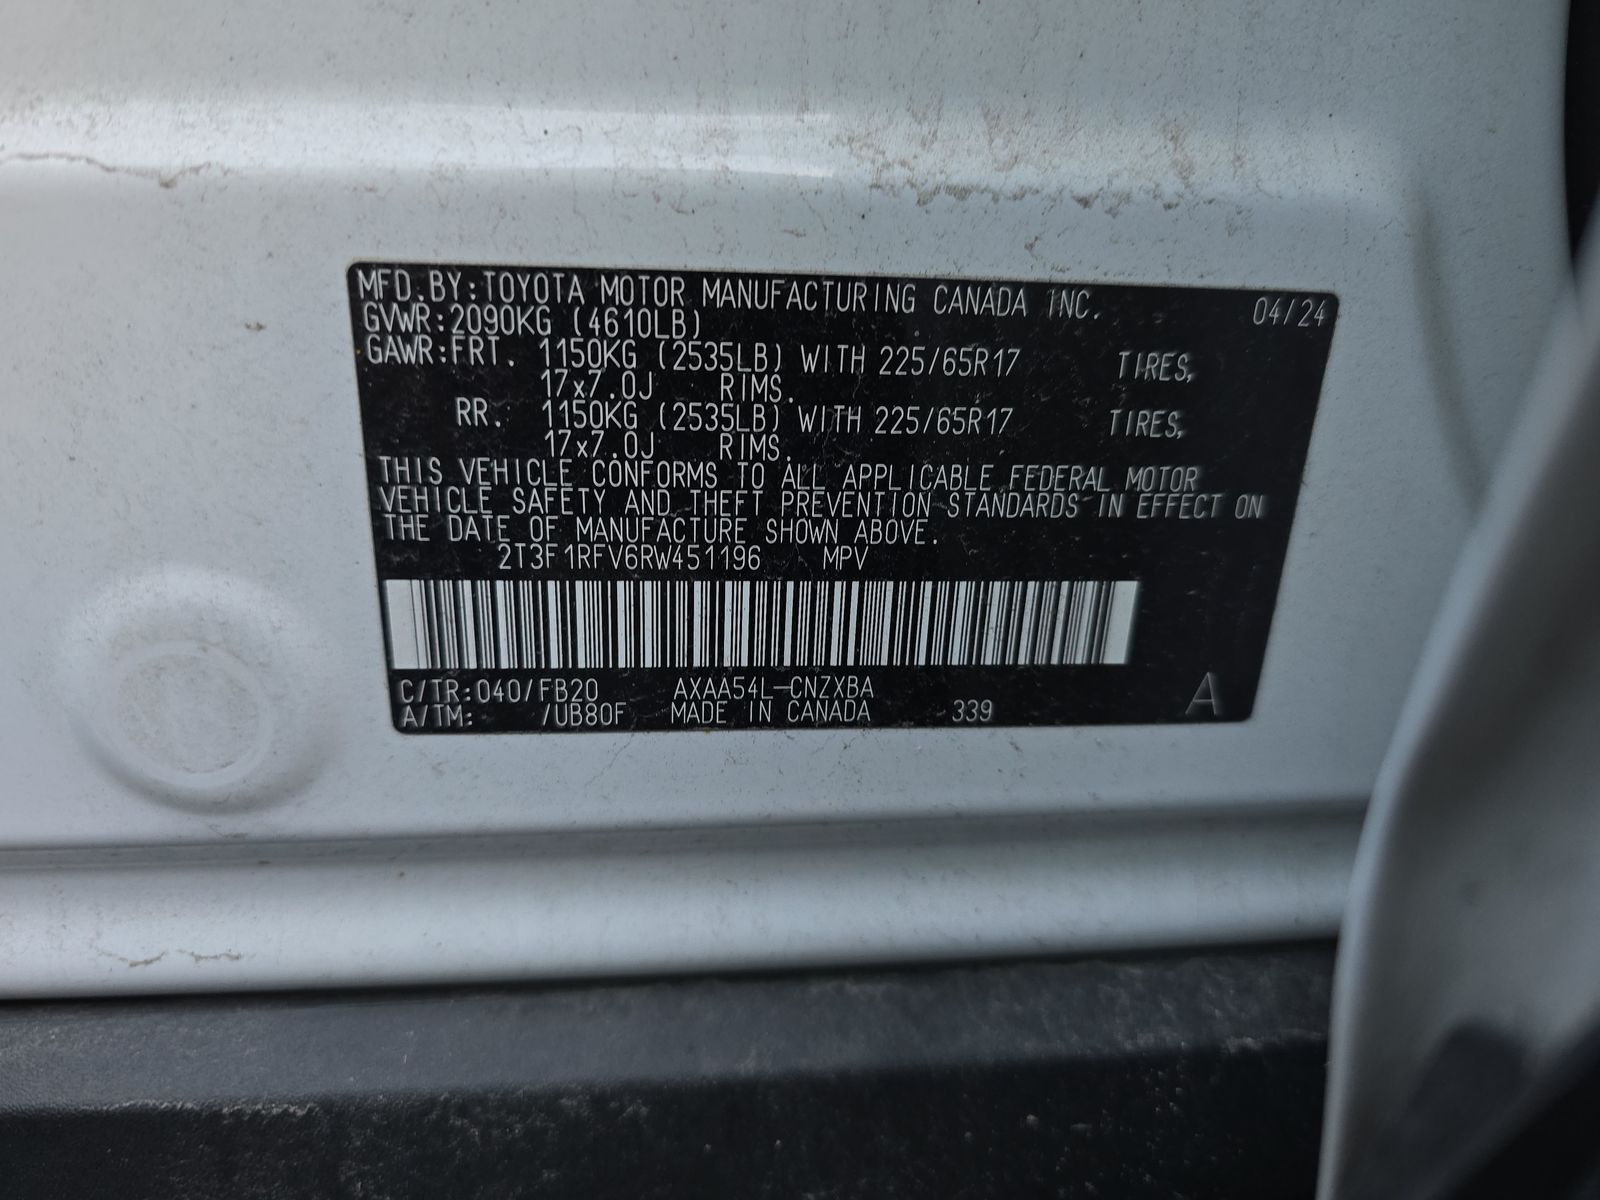 MFD.BY:TOYOTA MOTOR MANUFACTURING CANADA INC. 04/24
GVWR:2090KG (4610LB)
GAWR:FRT. 1150KG (2535LB) WITH 225/65R17 TIRES,
17x7.0J RIMS.
RR. 1150KG (2535LB) WITH 225/65R17 TIRES,
17x7.0J RIMS.
THIS VEHICLE CONFORMS TO ALL APPLICABLE FEDERAL MOTOR
VEHICLE SAFETY AND THEFT PREVENTION STANDARDS IN EFFECT ON
THE DATE OF MANUFACTURE SHOWN ABOVE.
2T3F1RFV6RW451196 MPV
C/TR:040/FB20 AXAA54L-CNZXBA
A/TM: /UB80F MADE IN CANADA 339 A